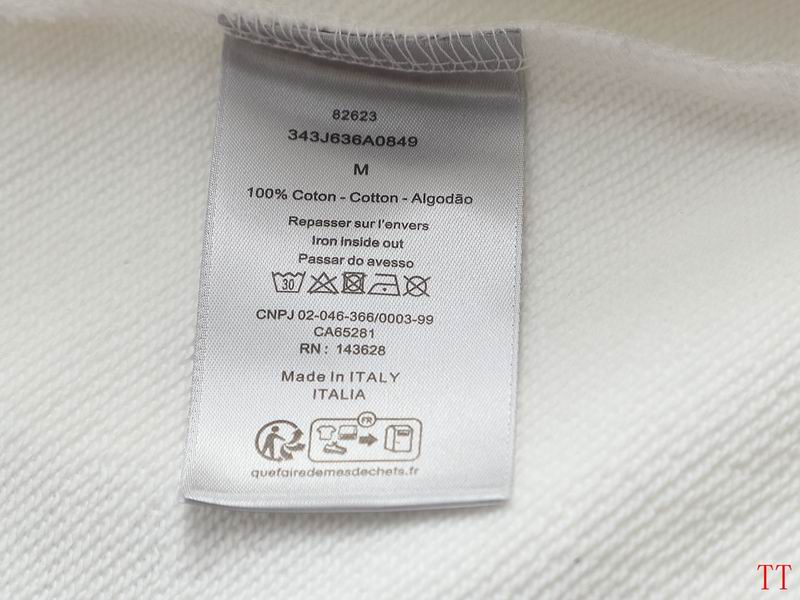 82623
343J636A0849
M
100% Coton - Cotton - Algodão
Repasser sur l'envers
Iron inside out
Passar do avesso
30
CNPJ 02-046-366/0003-99
CA65281
RN : 143628
Made In ITALY
ITALIA
FR
quefairedemesdechets.fr
TT